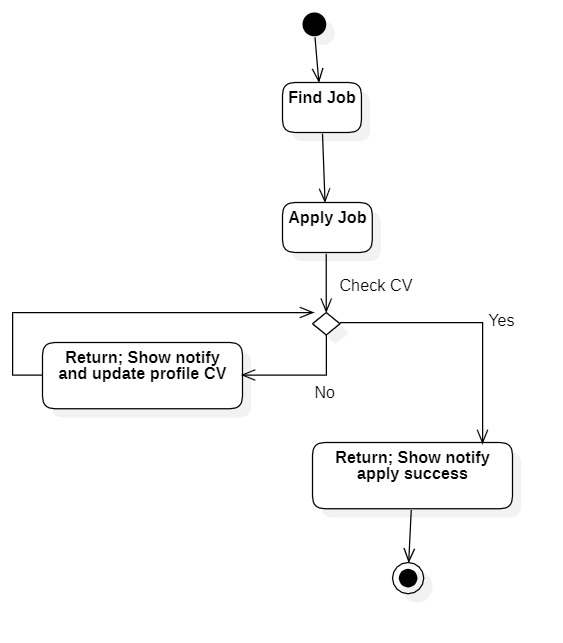 Find Job
Apply Job
Check CV
Yes
Return; Show notify
and update profile CV
No
Return; Show notify
apply success